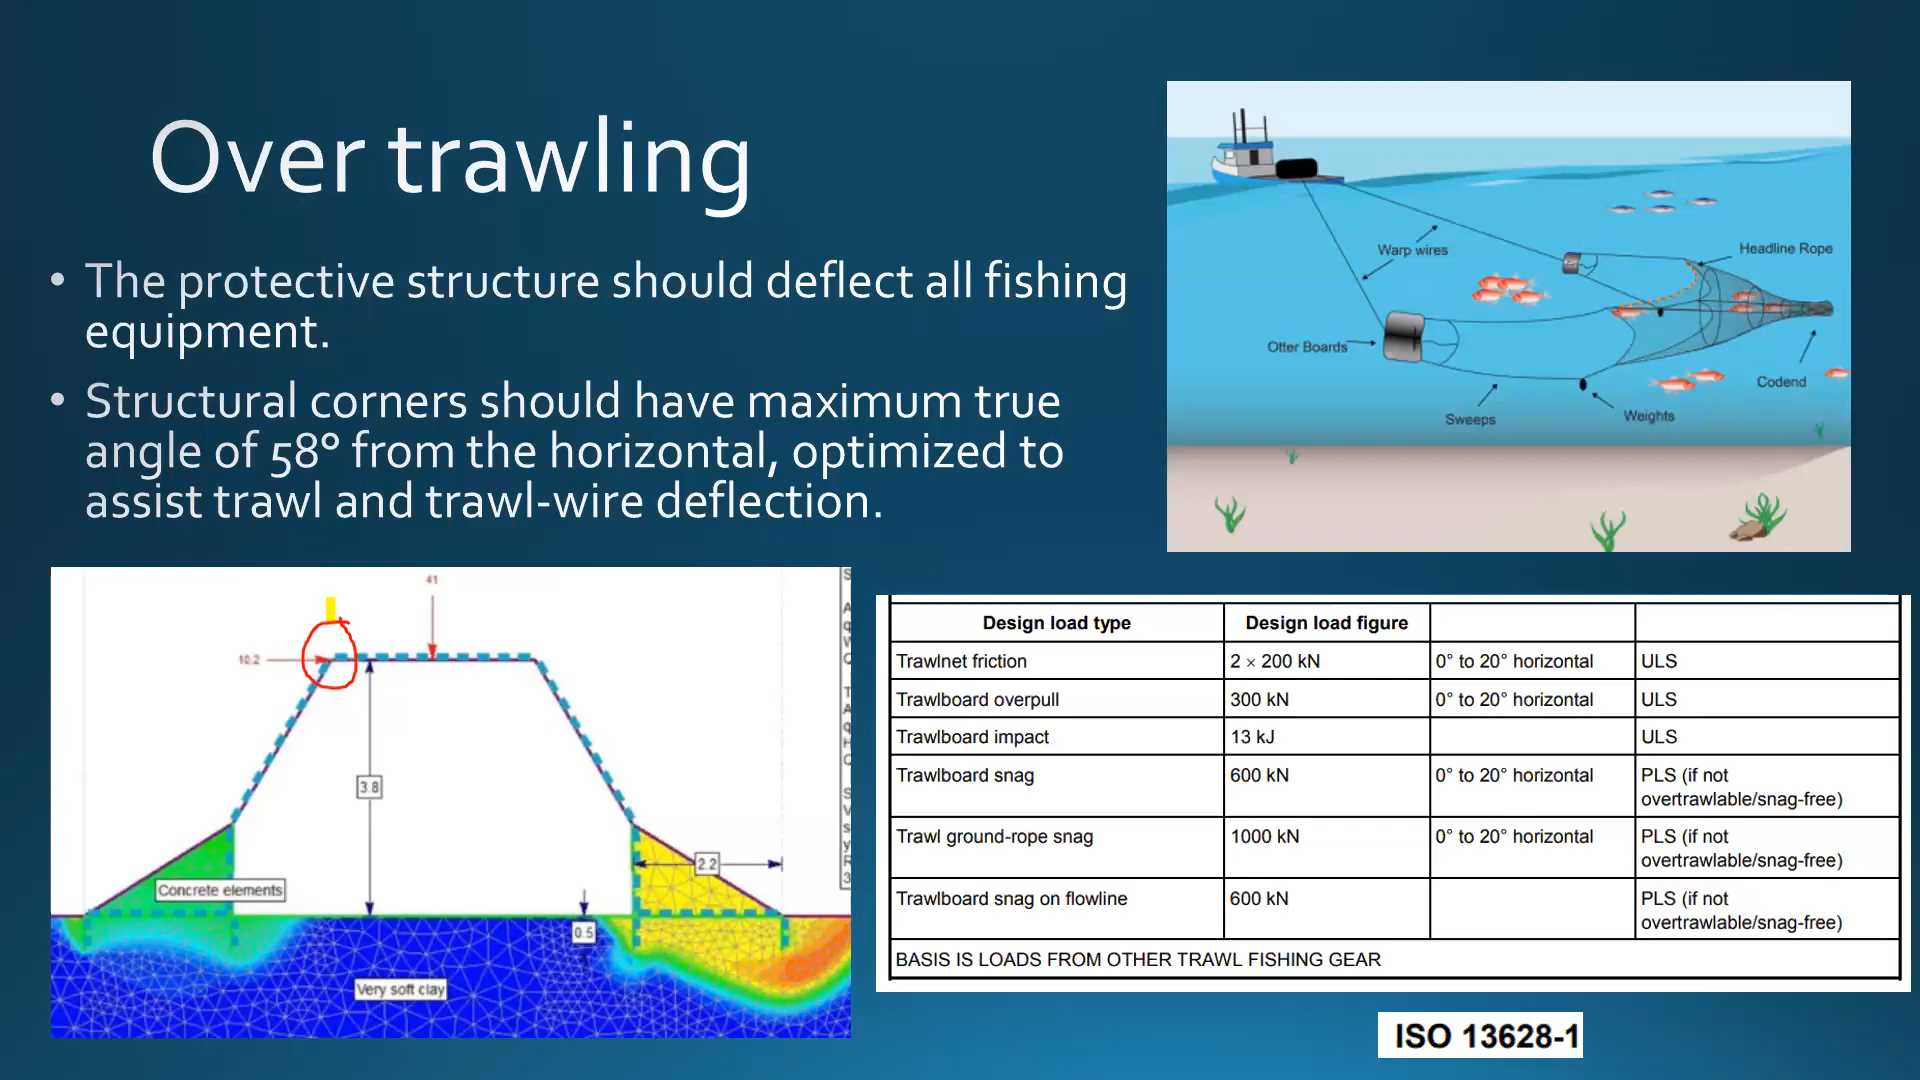 Over trawling
• The protective structure should deflect all fishing
equipment.
• Structural corners should have maximum true
angle of 58° from the horizontal, optimized to
assist trawl and trawl-wire deflection.
Warp wires
Headline Rope
Otter Boards
Codend
Sweeps
Weights
41
10.2
3.8
2.2
Concrete elements
0.5
Very soft clay
Design load type Design load figure
Trawlnet friction 2 × 200 kN 0° to 20° horizontal ULS
Trawlboard overpull 300 kN 0° to 20° horizontal ULS
Trawlboard impact 13 kJ ULS
Trawlboard snag 600 kN 0° to 20° horizontal PLS (if not
overtrawlable/snag-free)
Trawl ground-rope snag 1000 kN 0° to 20° horizontal PLS (if not
overtrawlable/snag-free)
Trawlboard snag on flowline 600 kN PLS (if not
overtrawlable/snag-free)
BASIS IS LOADS FROM OTHER TRAWL FISHING GEAR
ISO 13628-1